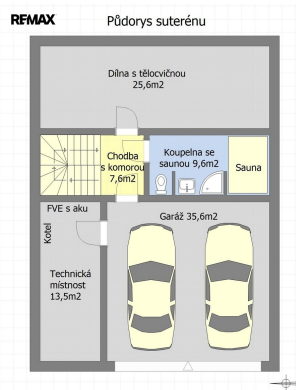 RE/MAX
Půdorys suterénu
Dílna s tělocvičnou
25,6m2
Chodba
s komorou
7,6m2
Koupelna se
saunou 9,6m2
Sauna
FVE s aku
Kotel
Garáž 35,6m2
Technická
místnost
13,5m2